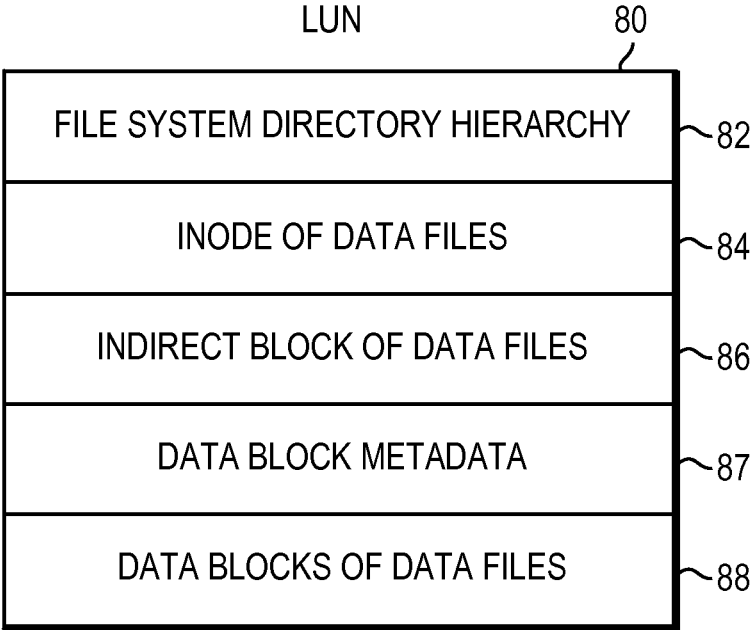 LUN 80
FILE SYSTEM DIRECTORY HIERARCHY 82
INODE OF DATA FILES 84
INDIRECT BLOCK OF DATA FILES 86
DATA BLOCK METADATA 87
DATA BLOCKS OF DATA FILES 88